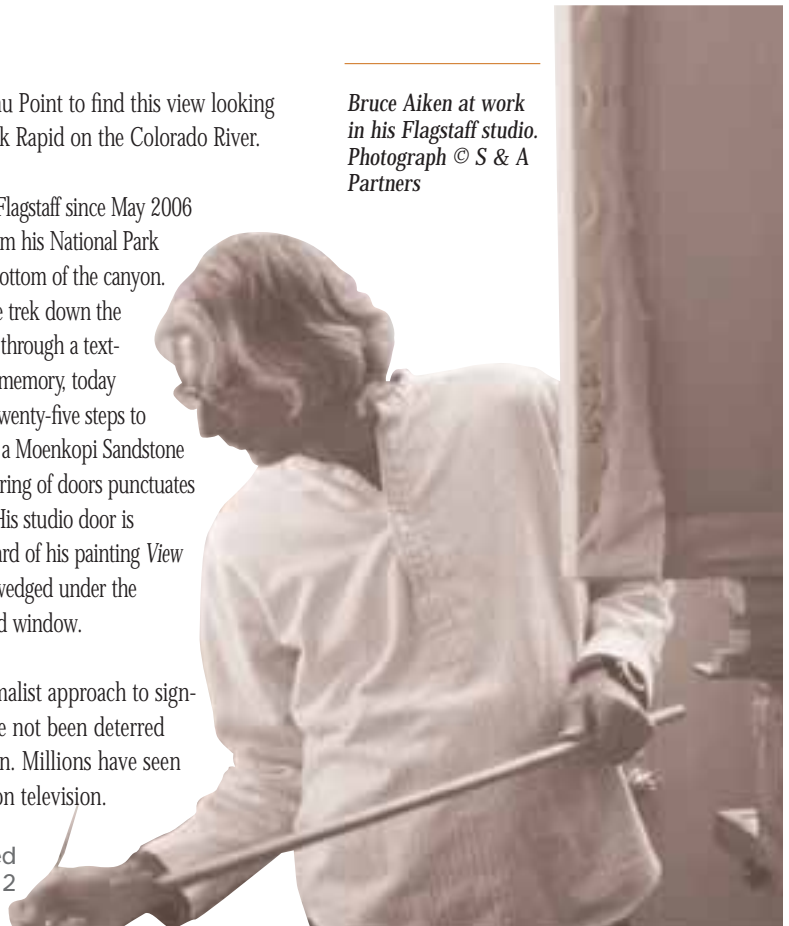 u Point to find this view looking
k Rapid on the Colorado River.
Flagstaff since May 2006
m his National Park
ottom of the canyon.
e trek down the
through a text-
memory, today
wenty-five steps to
a Moenkopi Sandstone
ring of doors punctuates
His studio door is
ard of his painting View
wedged under the
d window.
malist approach to sign-
e not been deterred
n. Millions have seen
on television.
ed
2
Bruce Aiken at work
in his Flagstaff studio.
Photograph © S & A
Partners